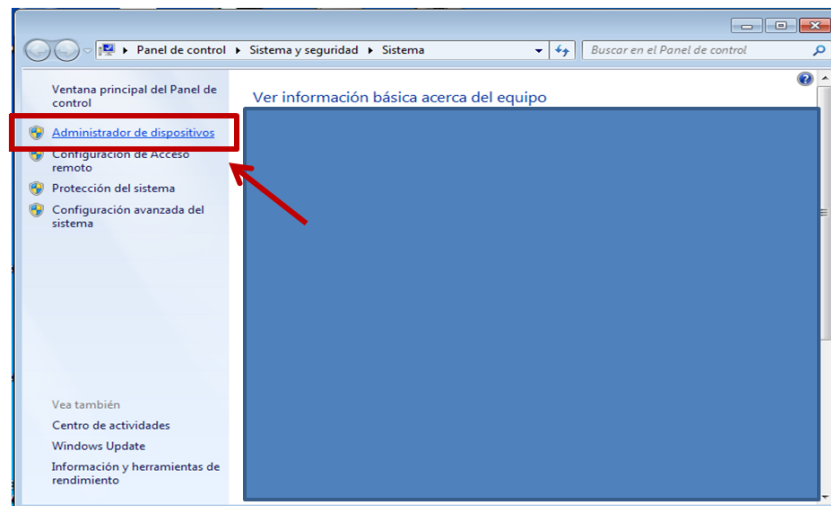 Panel de control ▸ Sistema y seguridad ▸ Sistema
Buscar en el Panel de control
Ventana principal del Panel de
control
Ver información básica acerca del equipo
Administrador de dispositivos
Configuración de Acceso
remoto
Protección del sistema
Configuración avanzada del
sistema
Vea también
Centro de actividades
Windows Update
Información y herramientas de
rendimiento